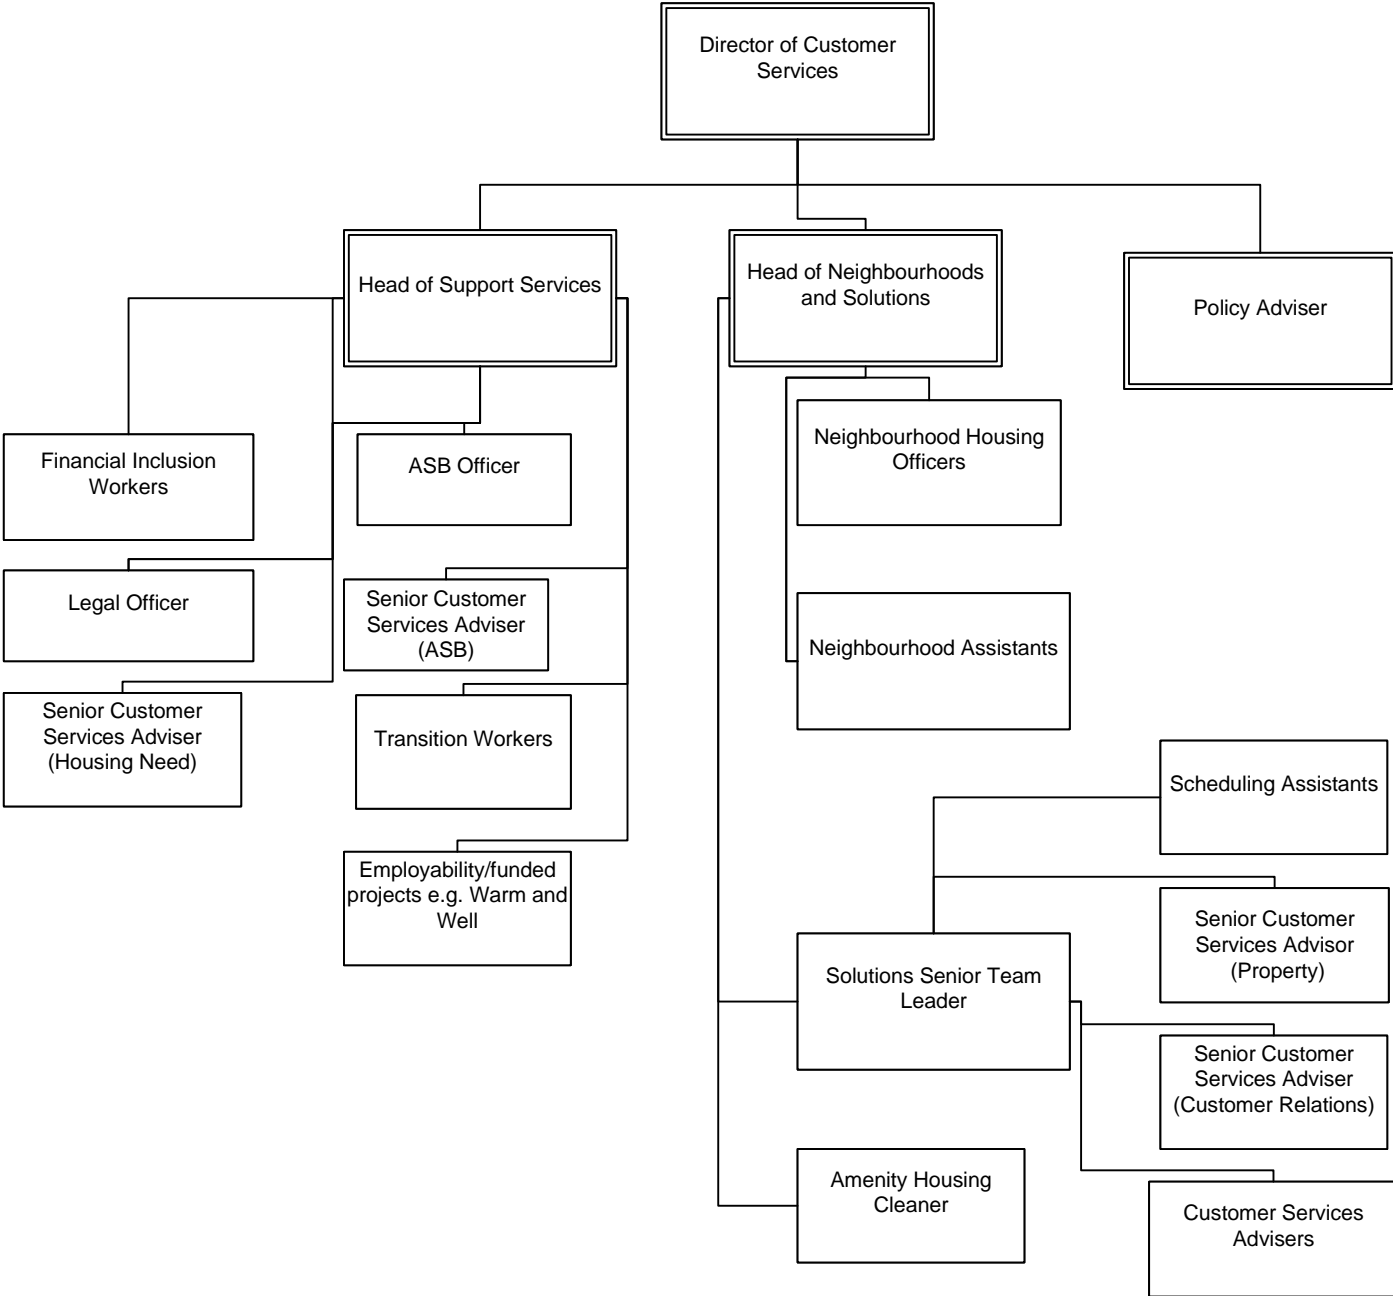 Director of Customer
Services
Head of Support Services
Head of Neighbourhoods
and Solutions
Policy Adviser
Financial Inclusion
Workers
ASB Officer
Neighbourhood Housing
Officers
Legal Officer
Senior Customer
Services Adviser
(ASB)
Neighbourhood Assistants
Senior Customer
Services Adviser
(Housing Need)
Transition Workers
Scheduling Assistants
Employability/funded
projects e.g. Warm and
Well
Senior Customer
Services Advisor
(Property)
Solutions Senior Team
Leader
Senior Customer
Services Adviser
(Customer Relations)
Amenity Housing
Cleaner
Customer Services
Advisers